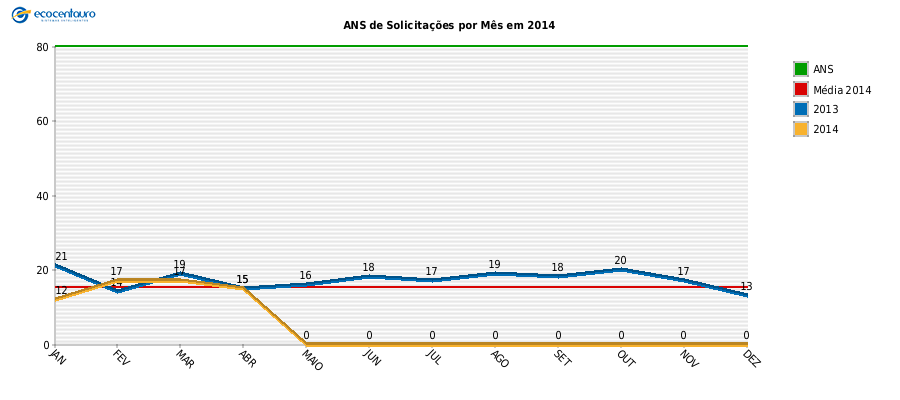 ecocentauro
ANS de Solicitações por Mês em 2014
80
60
40
20
0
21
12
17
14
19
17
15
15
16
18
17
19
18
20
17
13
0
0
0
0
0
0
0
0
JAN
FEV
MAR
ABR
MAIO
JUN
JUL
AGO
SET
OUT
NOV
DEZ
ANS
Média 2014
2013
2014